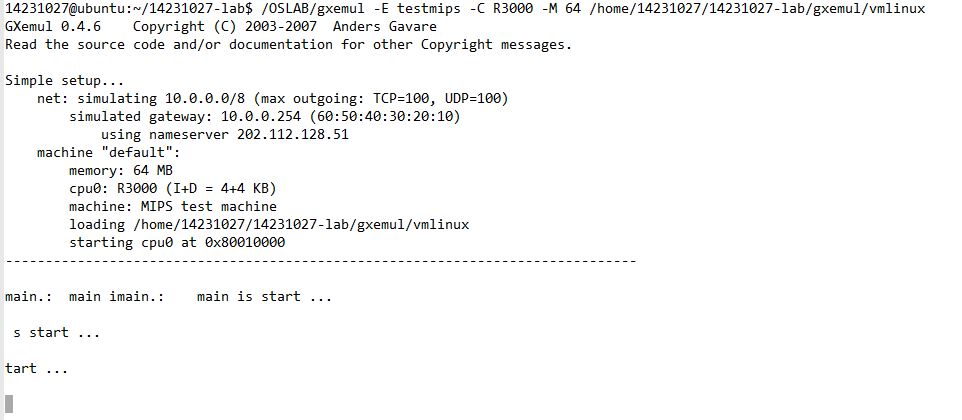 14231027@ubuntu:~/14231027-lab$ /OSLAB/gxemul -E testmips -C R3000 -M 64 /home/14231027/14231027-lab/gxemul/vmlinux
GXemul 0.4.6    Copyright (C) 2003-2007  Anders Gavare
Read the source code and/or documentation for other Copyright messages.
Simple setup...
    net: simulating 10.0.0.0/8 (max outgoing: TCP=100, UDP=100)
        simulated gateway: 10.0.0.254 (60:50:40:30:20:10)
            using nameserver 202.112.128.51
    machine "default":
        memory: 64 MB
        cpu0: R3000 (I+D = 4+4 KB)
        machine: MIPS test machine
        loading /home/14231027/14231027-lab/gxemul/vmlinux
        starting cpu0 at 0x80010000
-------------------------------------------------------------------------------
main.:  main imain.:    main is start ...
 s start ...
tart ...